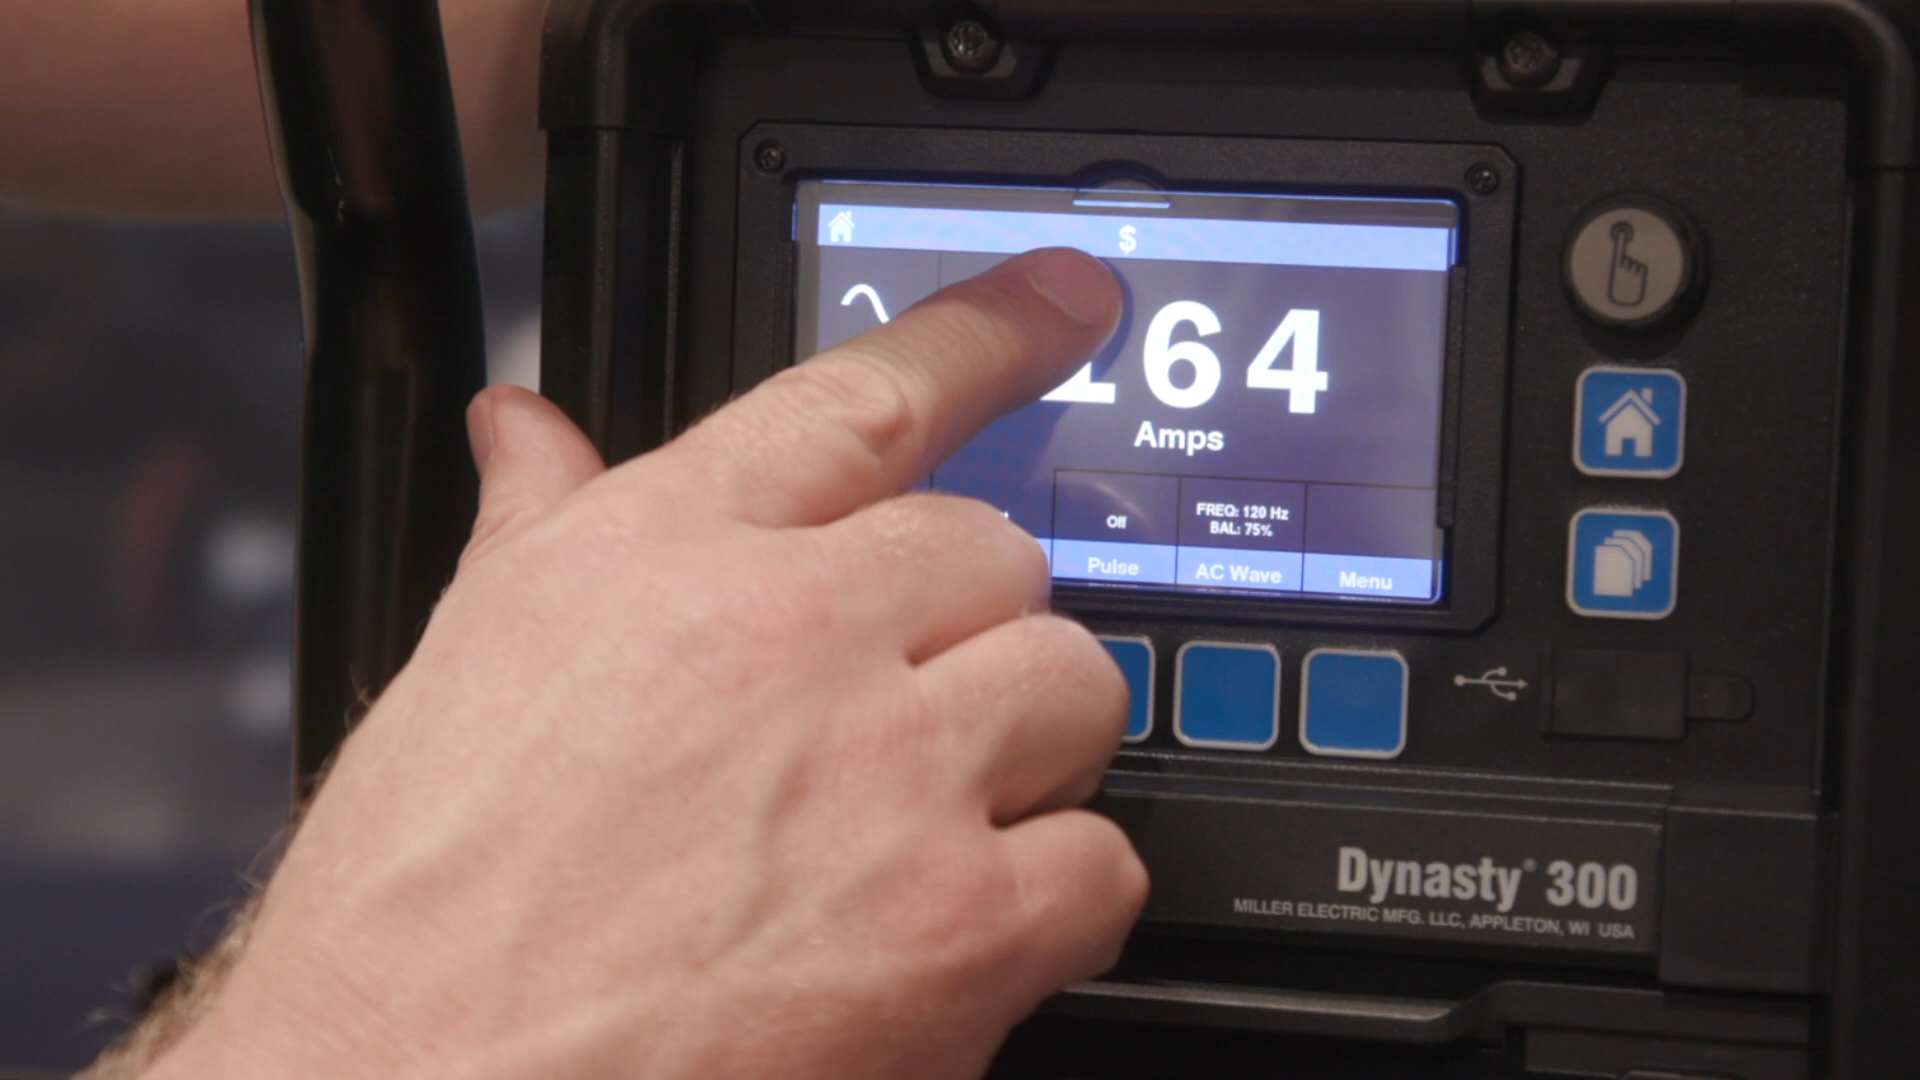 $
164
Amps
Off
FREQ: 120 Hz
BAL: 75%
Pulse
AC Wave
Menu
Dynasty® 300
MILLER ELECTRIC MFG. LLC, APPLETON, WI USA